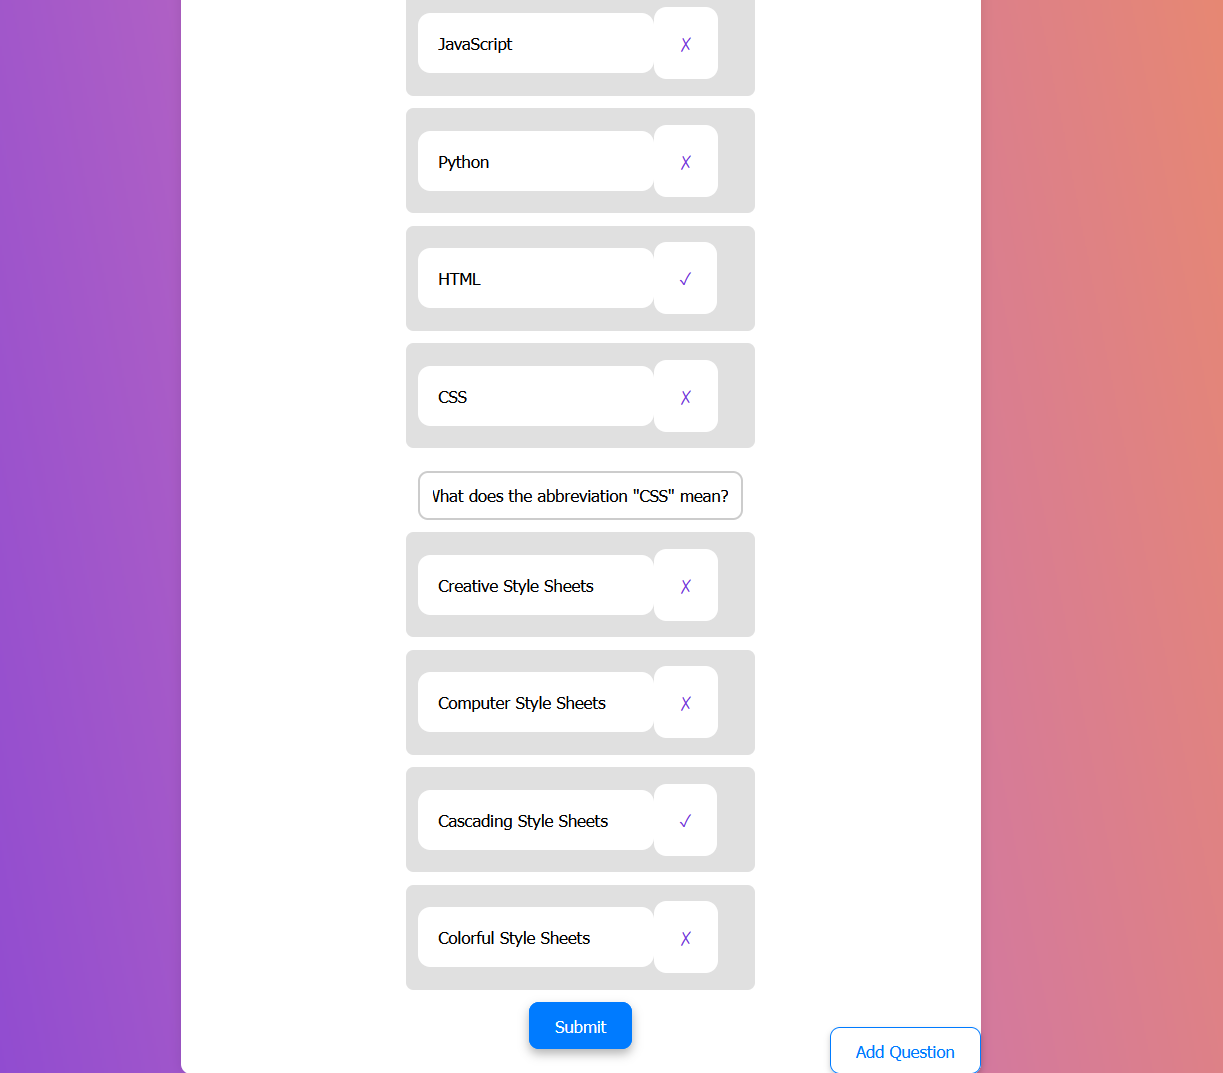 JavaScript ✗
Python ✗
HTML ✓
CSS ✗
What does the abbreviation "CSS" mean?
Creative Style Sheets ✗
Computer Style Sheets ✗
Cascading Style Sheets ✓
Colorful Style Sheets ✗
Submit
Add Question